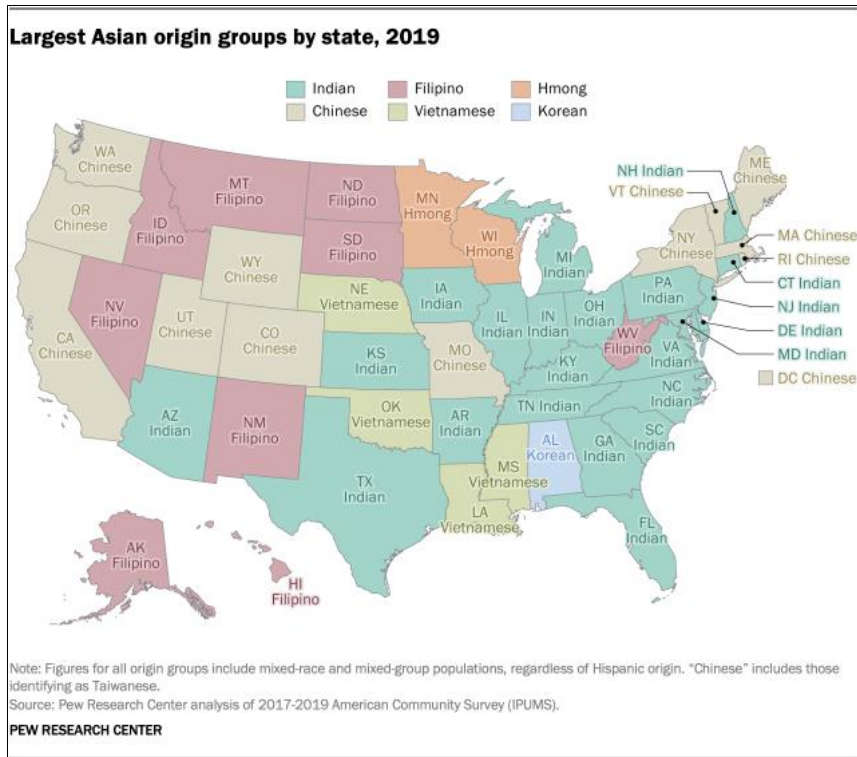 Largest Asian origin groups by state, 2019
Indian Filipino Hmong
Chinese Vietnamese Korean
WA
Chinese
OR
Chinese
CA
Chinese
NV
Filipino
ID
Filipino
MT
Filipino
WY
Chinese
UT
Chinese
CO
Chinese
AZ
Indian
NM
Filipino
ND
Filipino
SD
Filipino
NE
Vietnamese
KS
Indian
OK
Vietnamese
TX
Indian
MN
Hmong
IA
Indian
MO
Chinese
AR
Indian
LA
Vietnamese
WI
Hmong
IL
Indian
MI
Indian
IN
Indian
OH
Indian
KY
Indian
TN Indian
MS
Vietnamese
AL
Korean
GA
Indian
FL
Indian
SC
Indian
NC
Indian
VA
Indian
WV
Filipino
PA
Indian
NY
Chinese
ME
Chinese
NH Indian
VT Chinese
MA Chinese
RI Chinese
CT Indian
NJ Indian
DE Indian
MD Indian
DC Chinese
AK
Filipino
HI
Filipino
Note: Figures for all origin groups include mixed-race and mixed-group populations, regardless of Hispanic origin. “Chinese” includes those
identifying as Taiwanese.
Source: Pew Research Center analysis of 2017-2019 American Community Survey (IPUMS).
PEW RESEARCH CENTER